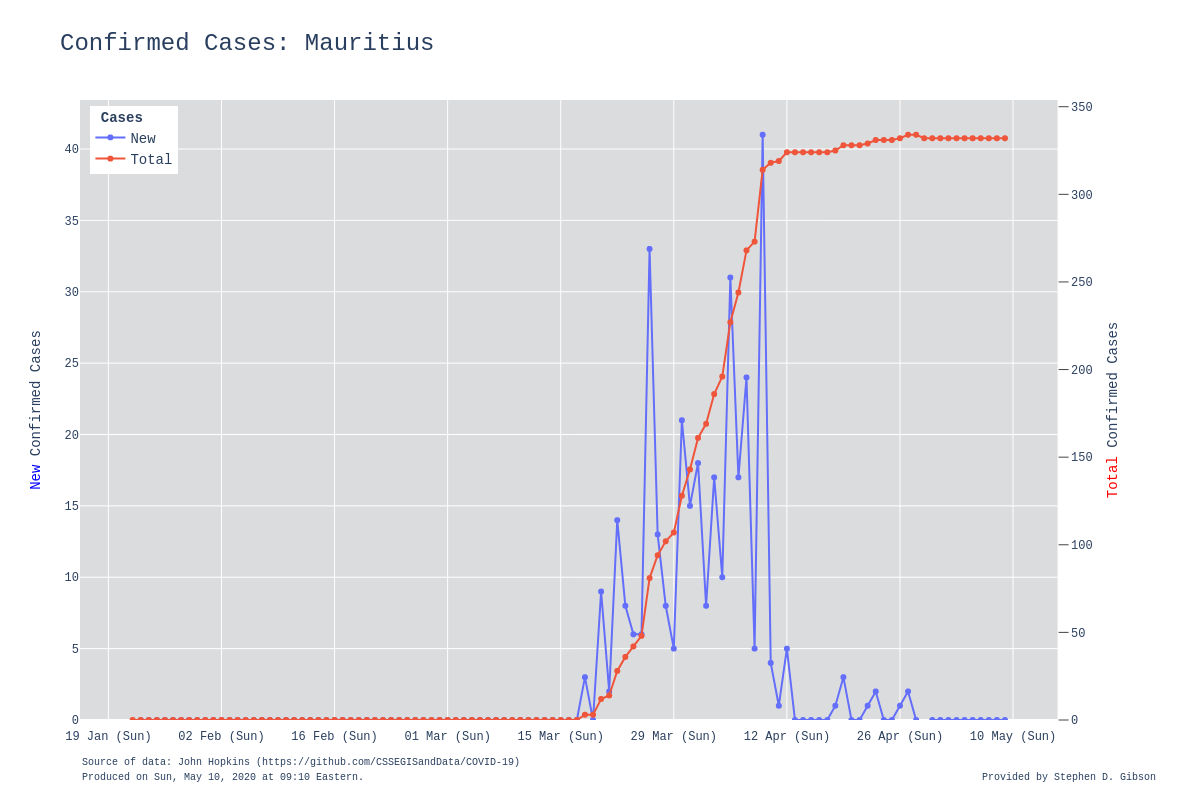 Confirmed Cases: Mauritius
Cases
New
Total
350
40
300
35
30
250
25
200
20
150
15
100
10
50
5
0
0
New Confirmed Cases
Total Confirmed Cases
19 Jan (Sun) 02 Feb (Sun) 16 Feb (Sun) 01 Mar (Sun) 15 Mar (Sun) 29 Mar (Sun) 12 Apr (Sun) 26 Apr (Sun) 10 May (Sun)
Source of data: John Hopkins (https://github.com/CSSEGISandData/COVID-19)
Produced on Sun, May 10, 2020 at 09:10 Eastern.
Provided by Stephen D. Gibson